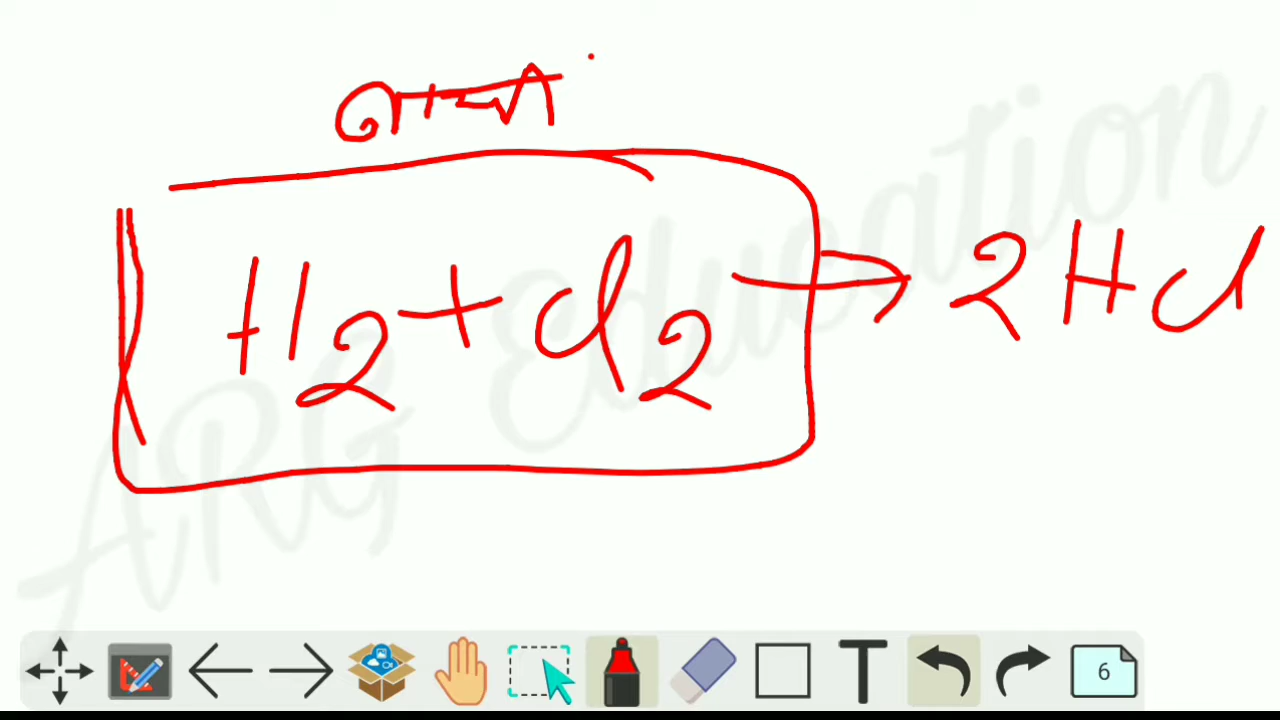 H₂ + Cl₂ → 2HCl
ARG Education
6